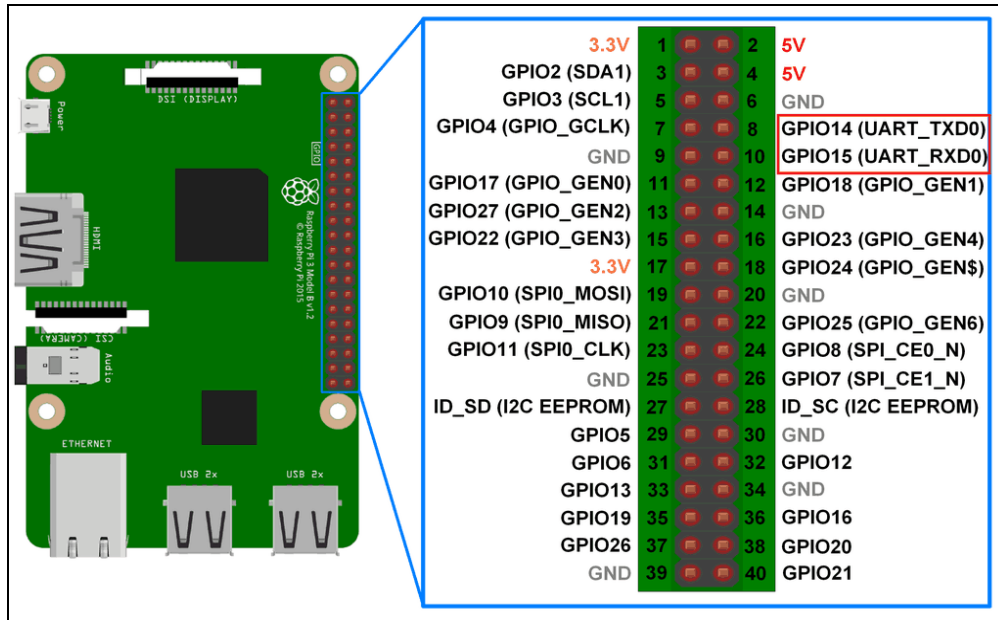 DSI (DISPLAY)
Power
GPIO
HDMI
Raspberry Pi 3 Model B v1.2
© Raspberry Pi 2015
CSI (CAMERA)
Audio
ETHERNET
USB 2x
USB 2x
3.3V 1 2 5V
GPIO2 (SDA1) 3 4 5V
GPIO3 (SCL1) 5 6 GND
GPIO4 (GPIO_GCLK) 7 8 GPIO14 (UART_TXD0)
GND 9 10 GPIO15 (UART_RXD0)
GPIO17 (GPIO_GEN0) 11 12 GPIO18 (GPIO_GEN1)
GPIO27 (GPIO_GEN2) 13 14 GND
GPIO22 (GPIO_GEN3) 15 16 GPIO23 (GPIO_GEN4)
3.3V 17 18 GPIO24 (GPIO_GEN$)
GPIO10 (SPI0_MOSI) 19 20 GND
GPIO9 (SPI0_MISO) 21 22 GPIO25 (GPIO_GEN6)
GPIO11 (SPI0_CLK) 23 24 GPIO8 (SPI_CE0_N)
GND 25 26 GPIO7 (SPI_CE1_N)
ID_SD (I2C EEPROM) 27 28 ID_SC (I2C EEPROM)
GPIO5 29 30 GND
GPIO6 31 32 GPIO12
GPIO13 33 34 GND
GPIO19 35 36 GPIO16
GPIO26 37 38 GPIO20
GND 39 40 GPIO21